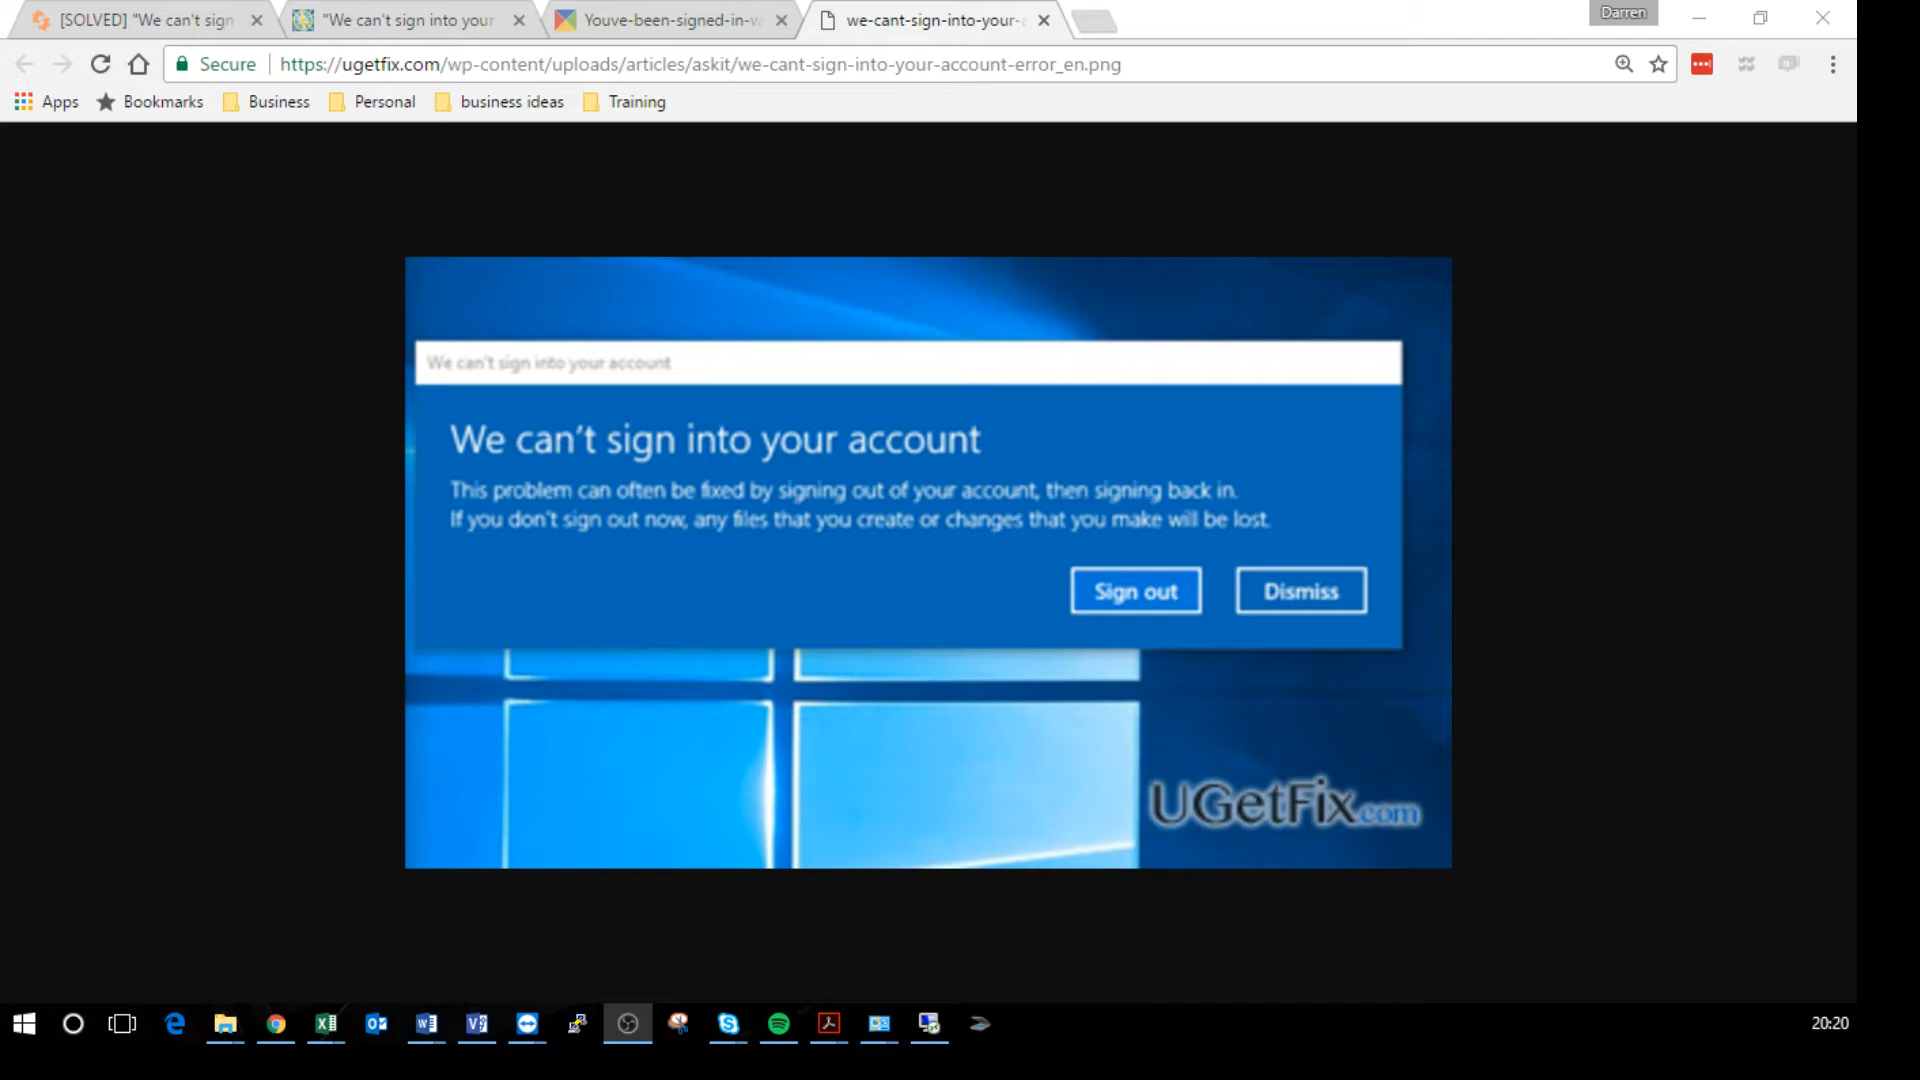 [SOLVED] "We can't sign
"We can't sign into your
Youve-been-signed-in-w
we-cant-sign-into-your-
Darren
Secure
https://ugetfix.com/wp-content/uploads/articles/askit/we-cant-sign-into-your-account-error_en.png
Apps
Bookmarks
Business
Personal
business ideas
Training
We can't sign into your account
We can't sign into your account
This problem can often be fixed by signing out of your account, then signing back in.
If you don't sign out now, any files that you create or changes that you make will be lost.
Sign out
Dismiss
UGetFix.com
20:20